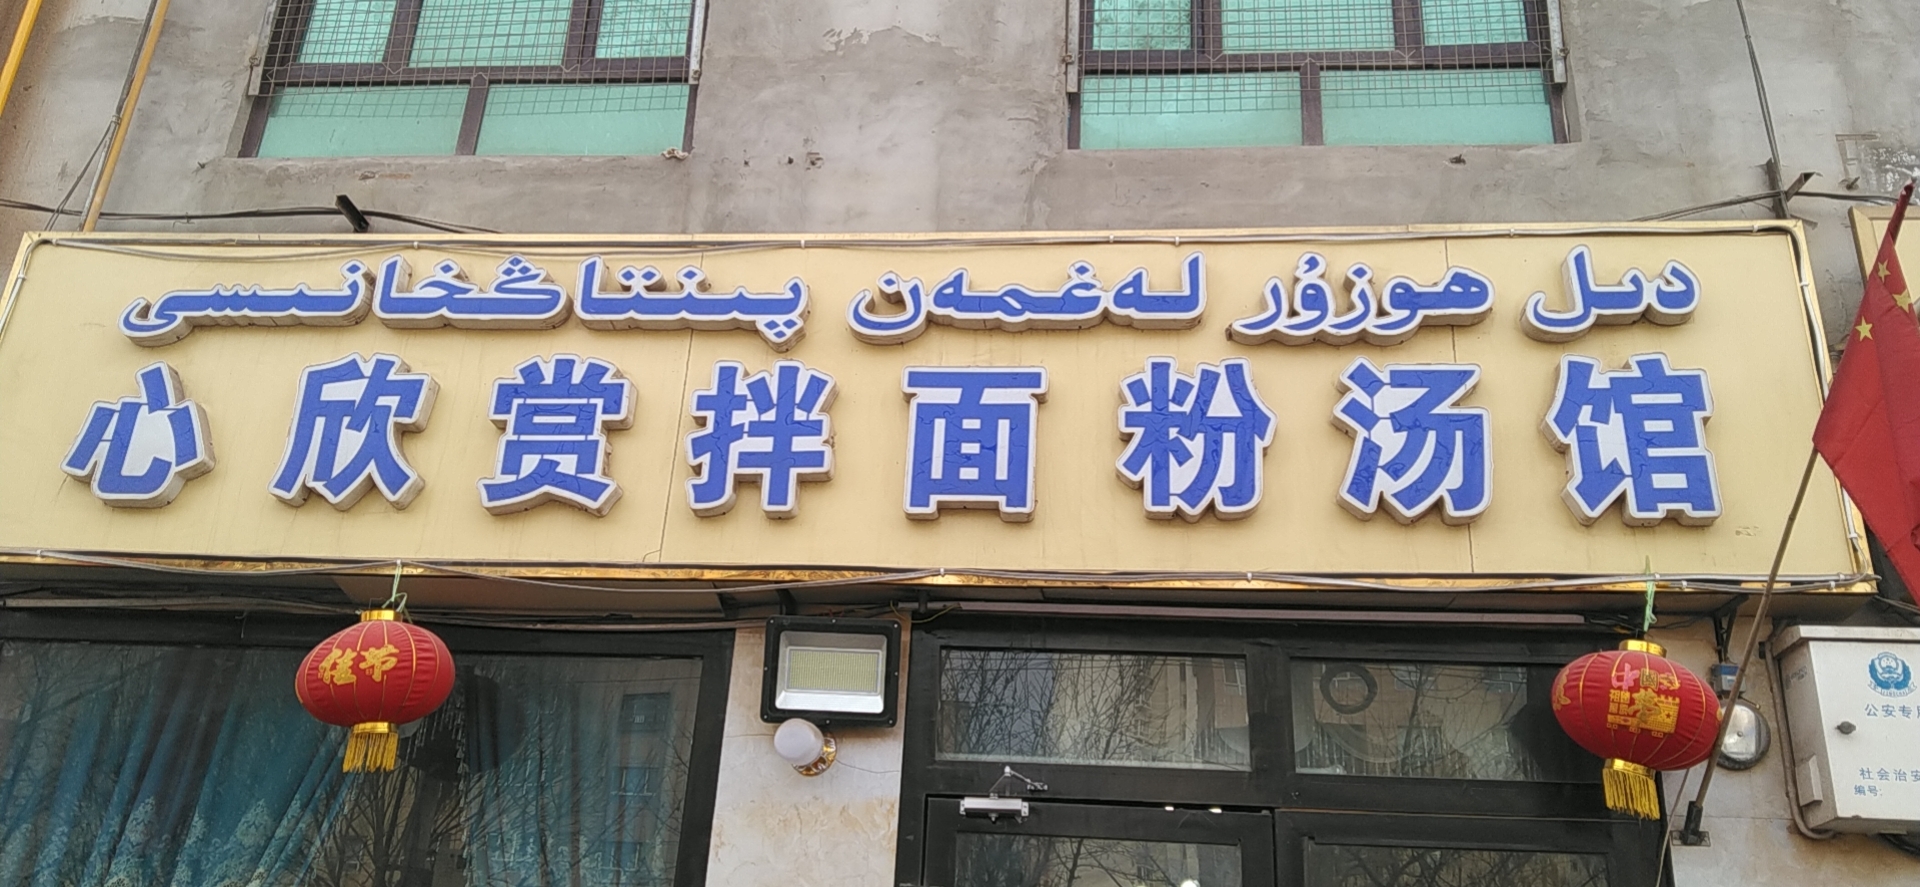 دىل ھوزۇر لەغمەن پىنتاڭخانىسى
心欣赏拌面粉汤馆
佳节
公安专
社会治安
编号: